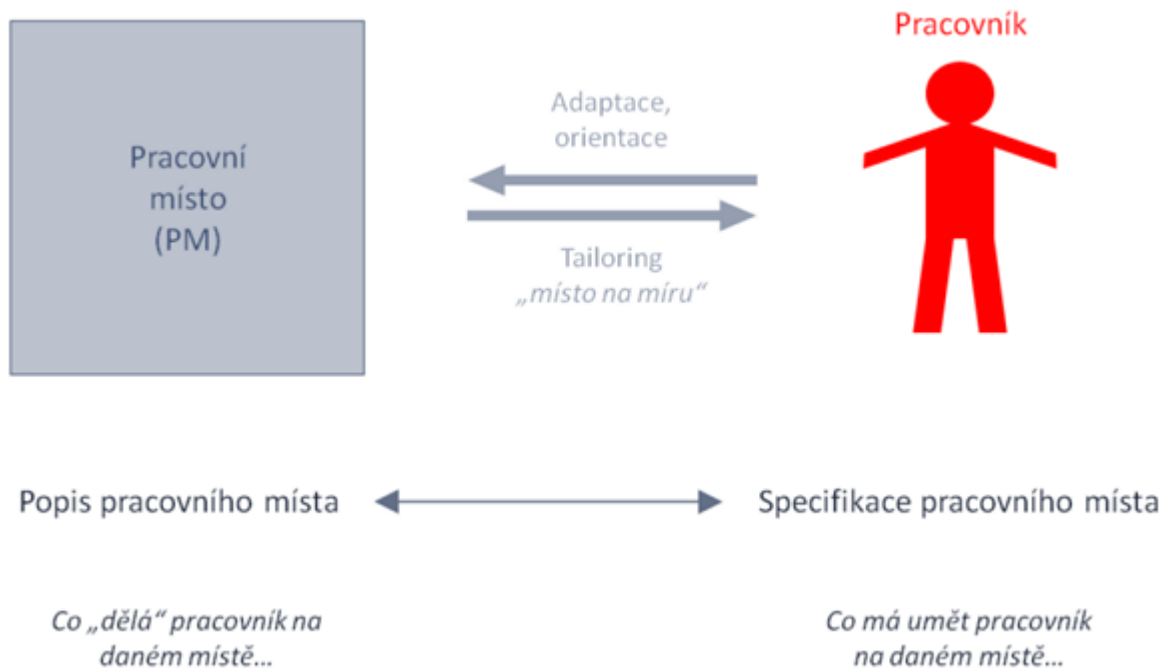 Pracovník
Adaptace,
orientace
Pracovní
místo
(PM)
Tailoring
„místo na míru“
Popis pracovního místa
Specifikace pracovního místa
Co „dělá“ pracovník na
daném místě...
Co má umět pracovník
na daném místě...